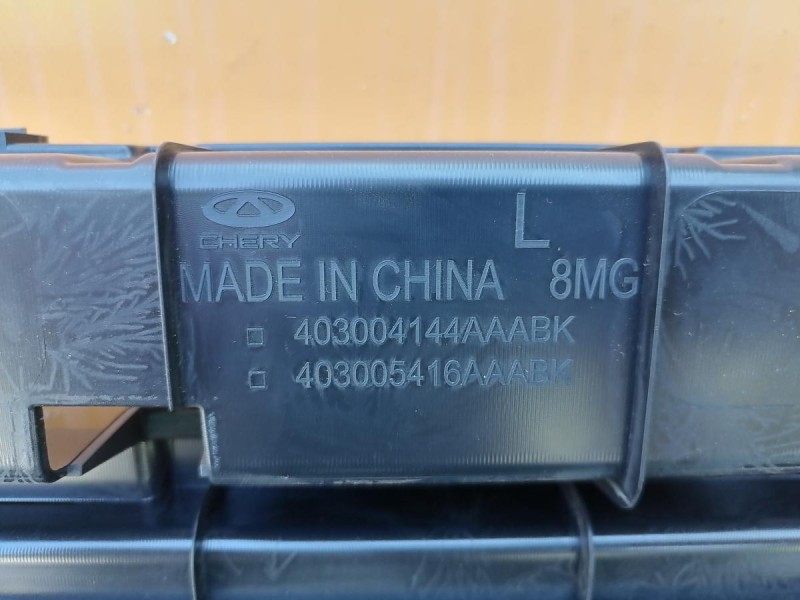 CHERY L
MADE IN CHINA 8MG
403004144AAABK
403005416AAABK